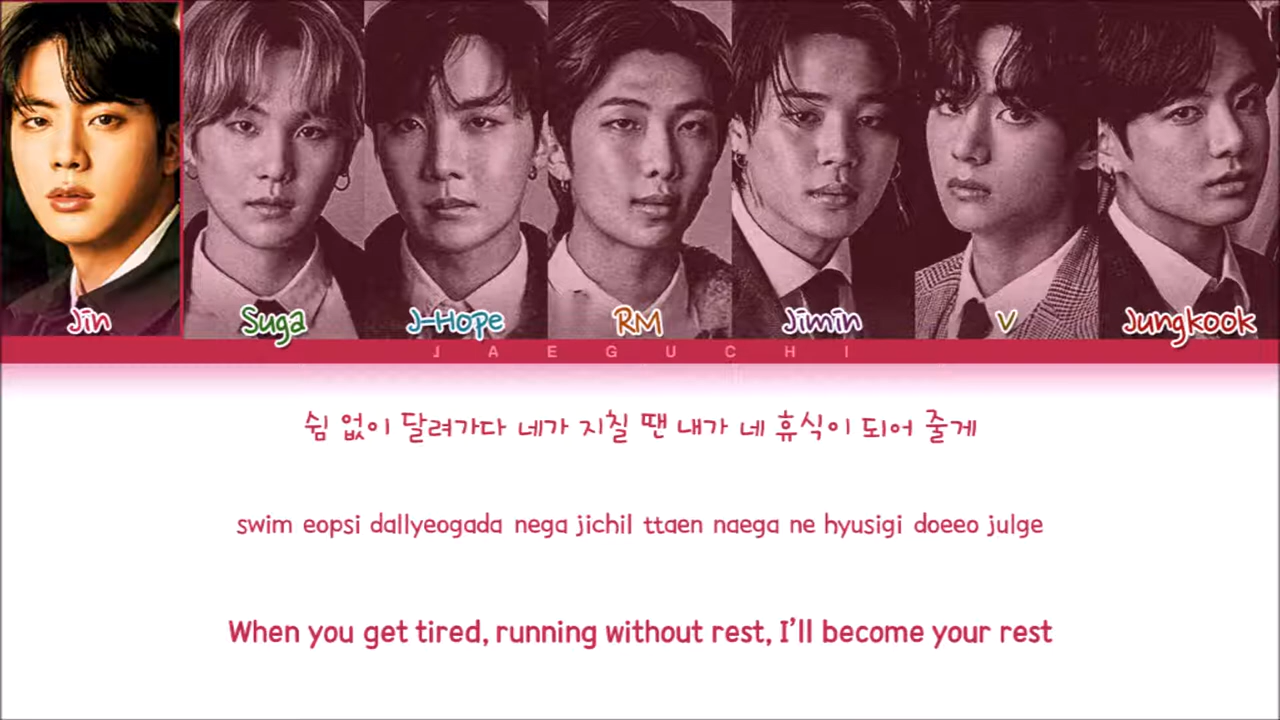 Jin Suga J-Hope RM Jimin V Jungkook
JAEGUCHI
쉼 없이 달려가다 네가 지칠 땐 내가 네 휴식이 되어 줄게
swim eopsi dallyeogada nega jichil ttaen naega ne hyusigi doeeo julge
When you get tired, running without rest, I'll become your rest